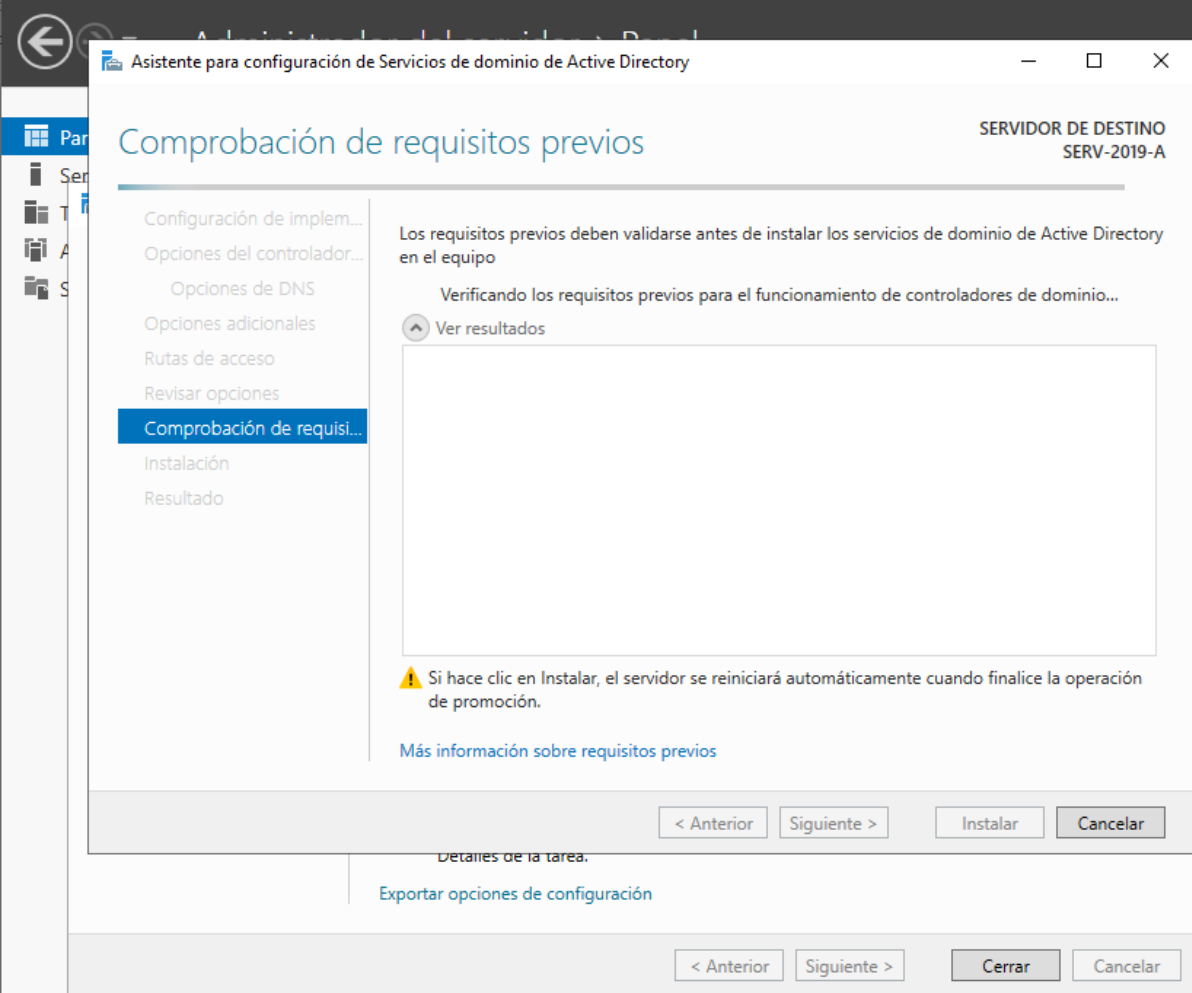 Asistente para configuración de Servicios de dominio de Active Directory
Comprobación de requisitos previos
SERVIDOR DE DESTINO
SERV-2019-A
Par
Ser
T
A
S
Configuración de implem...
Opciones del controlador...
Opciones de DNS
Opciones adicionales
Rutas de acceso
Revisar opciones
Comprobación de requisi...
Instalación
Resultado
Los requisitos previos deben validarse antes de instalar los servicios de dominio de Active Directory
en el equipo
Verificando los requisitos previos para el funcionamiento de controladores de dominio...
Ver resultados
Si hace clic en Instalar, el servidor se reiniciará automáticamente cuando finalice la operación
de promoción.
Más información sobre requisitos previos
< Anterior
Siguiente >
Instalar
Cancelar
Detalles de la tarea.
Exportar opciones de configuración
< Anterior
Siguiente >
Cerrar
Cancelar